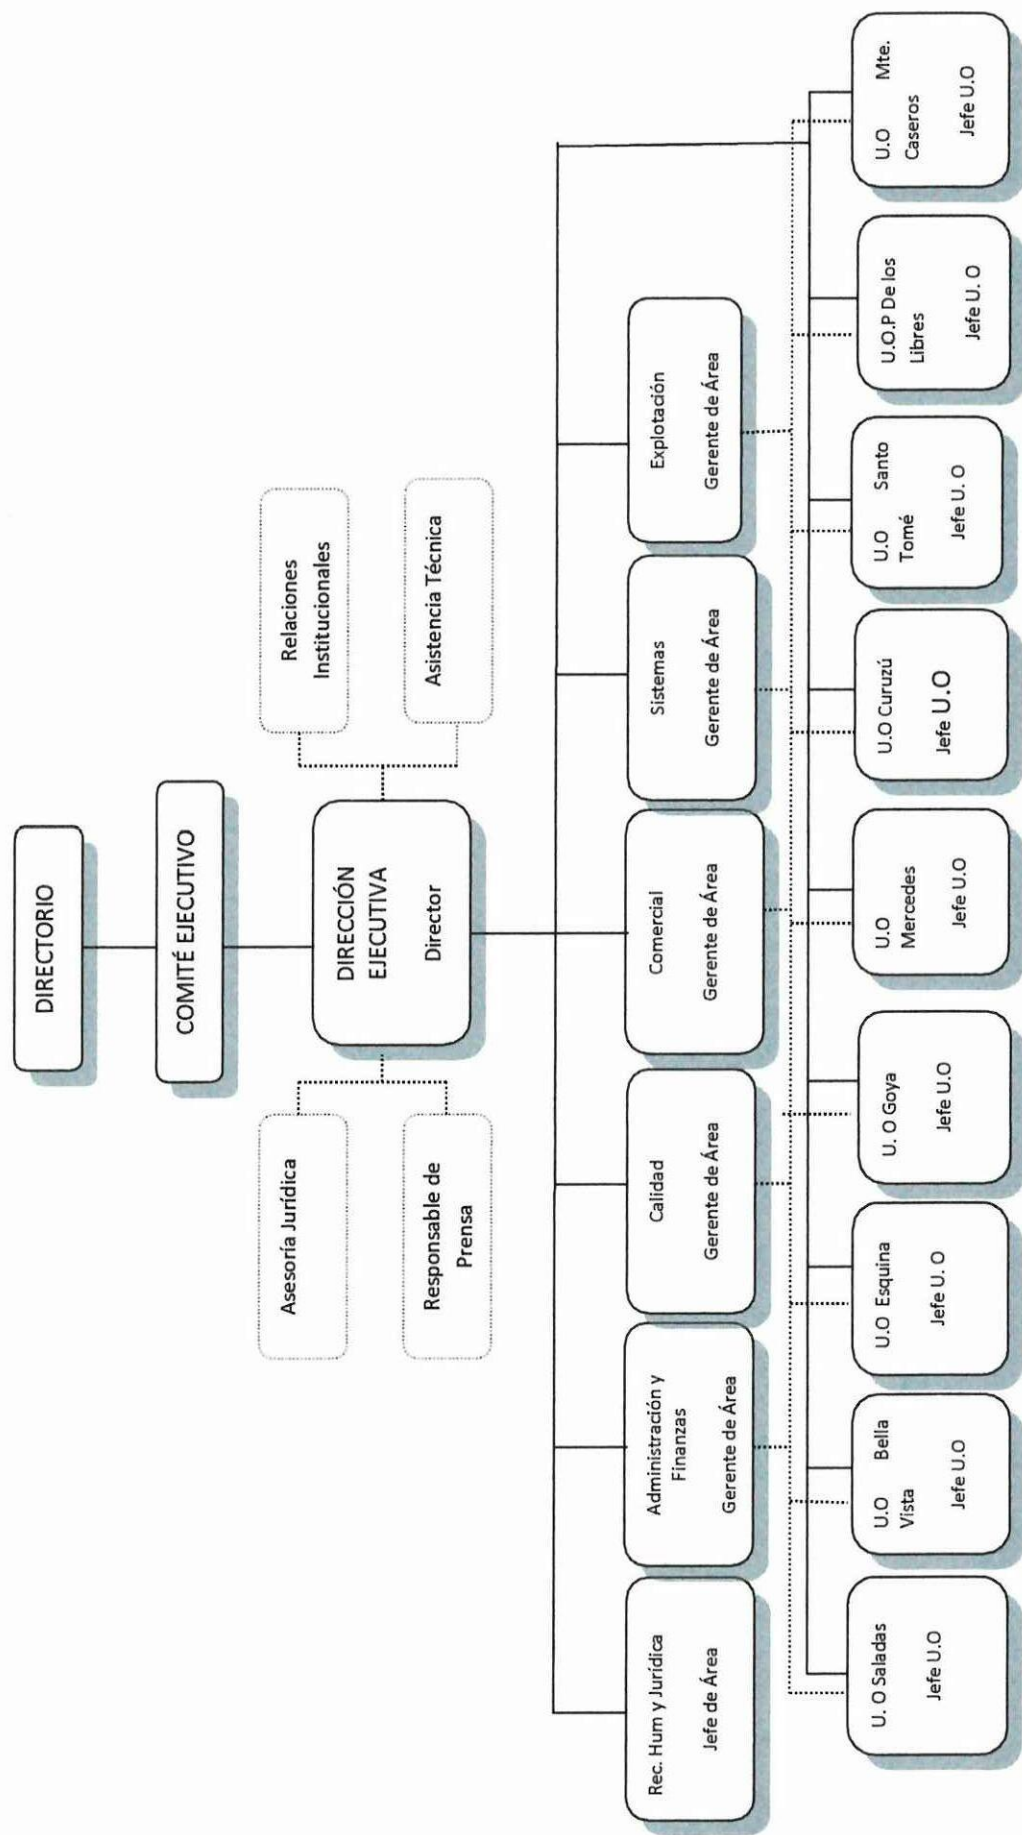 DIRECTORIO
COMITÉ EJECUTIVO
DIRECCIÓN
EJECUTIVA
Director
Asesoría Jurídica
Responsable de
Prensa
Relaciones
Institucionales
Asistencia Técnica
Rec. Hum y Jurídica
Jefe de Área
Administración y
Finanzas
Gerente de Área
Calidad
Gerente de Área
Comercial
Gerente de Área
Sistemas
Gerente de Área
Explotación
Gerente de Área
U. O Saladas
Jefe U.O
U.O Bella
Vista
Jefe U.O
U.O Esquina
Jefe U. O
U. O Goya
Jefe U.O
U.O
Mercedes
Jefe U.O
U.O Curuzú
Jefe U.O
U.O Santo
Tomé
Jefe U. O
U.O.P De los
Libres
Jefe U. O
U.O Mte.
Caseros
Jefe U.O